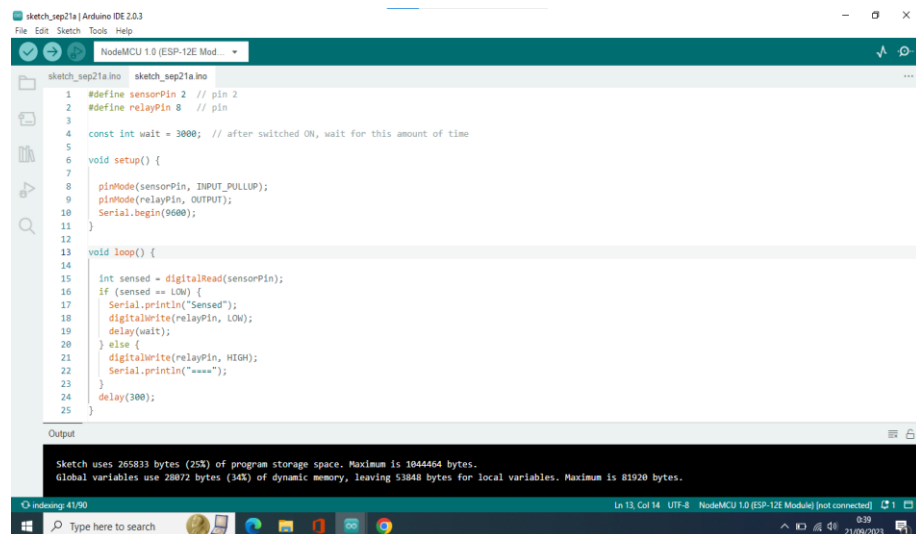 sketch_sep21a | Arduino IDE 2.0.3
File Edit Sketch Tools Help
NodeMCU 1.0 (ESP-12E Mod...
sketch_sep21a.ino sketch_sep21a.ino
1 #define sensorPin 2 // pin 2
2 #define relayPin 8 // pin
3
4 const int wait = 3000; // after switched ON, wait for this amount of time
5
6 void setup() {
7
8 pinMode(sensorPin, INPUT_PULLUP);
9 pinMode(relayPin, OUTPUT);
10 Serial.begin(9600);
11 }
12
13 void loop() {
14
15 int sensed = digitalRead(sensorPin);
16 if (sensed == LOW) {
17 Serial.println("Sensed");
18 digitalWrite(relayPin, LOW);
19 delay(wait);
20 } else {
21 digitalWrite(relayPin, HIGH);
22 Serial.println("====");
23 }
24 delay(300);
25 }
Output
Sketch uses 265833 bytes (25%) of program storage space. Maximum is 1044464 bytes.
Global variables use 28072 bytes (34%) of dynamic memory, leaving 53848 bytes for local variables. Maximum is 81920 bytes.
indexing: 41/90 Ln 13, Col 14 UTF-8 NodeMCU 1.0 (ESP-12E Module) [not connected] 1
Type here to search 0:39
21/09/2023